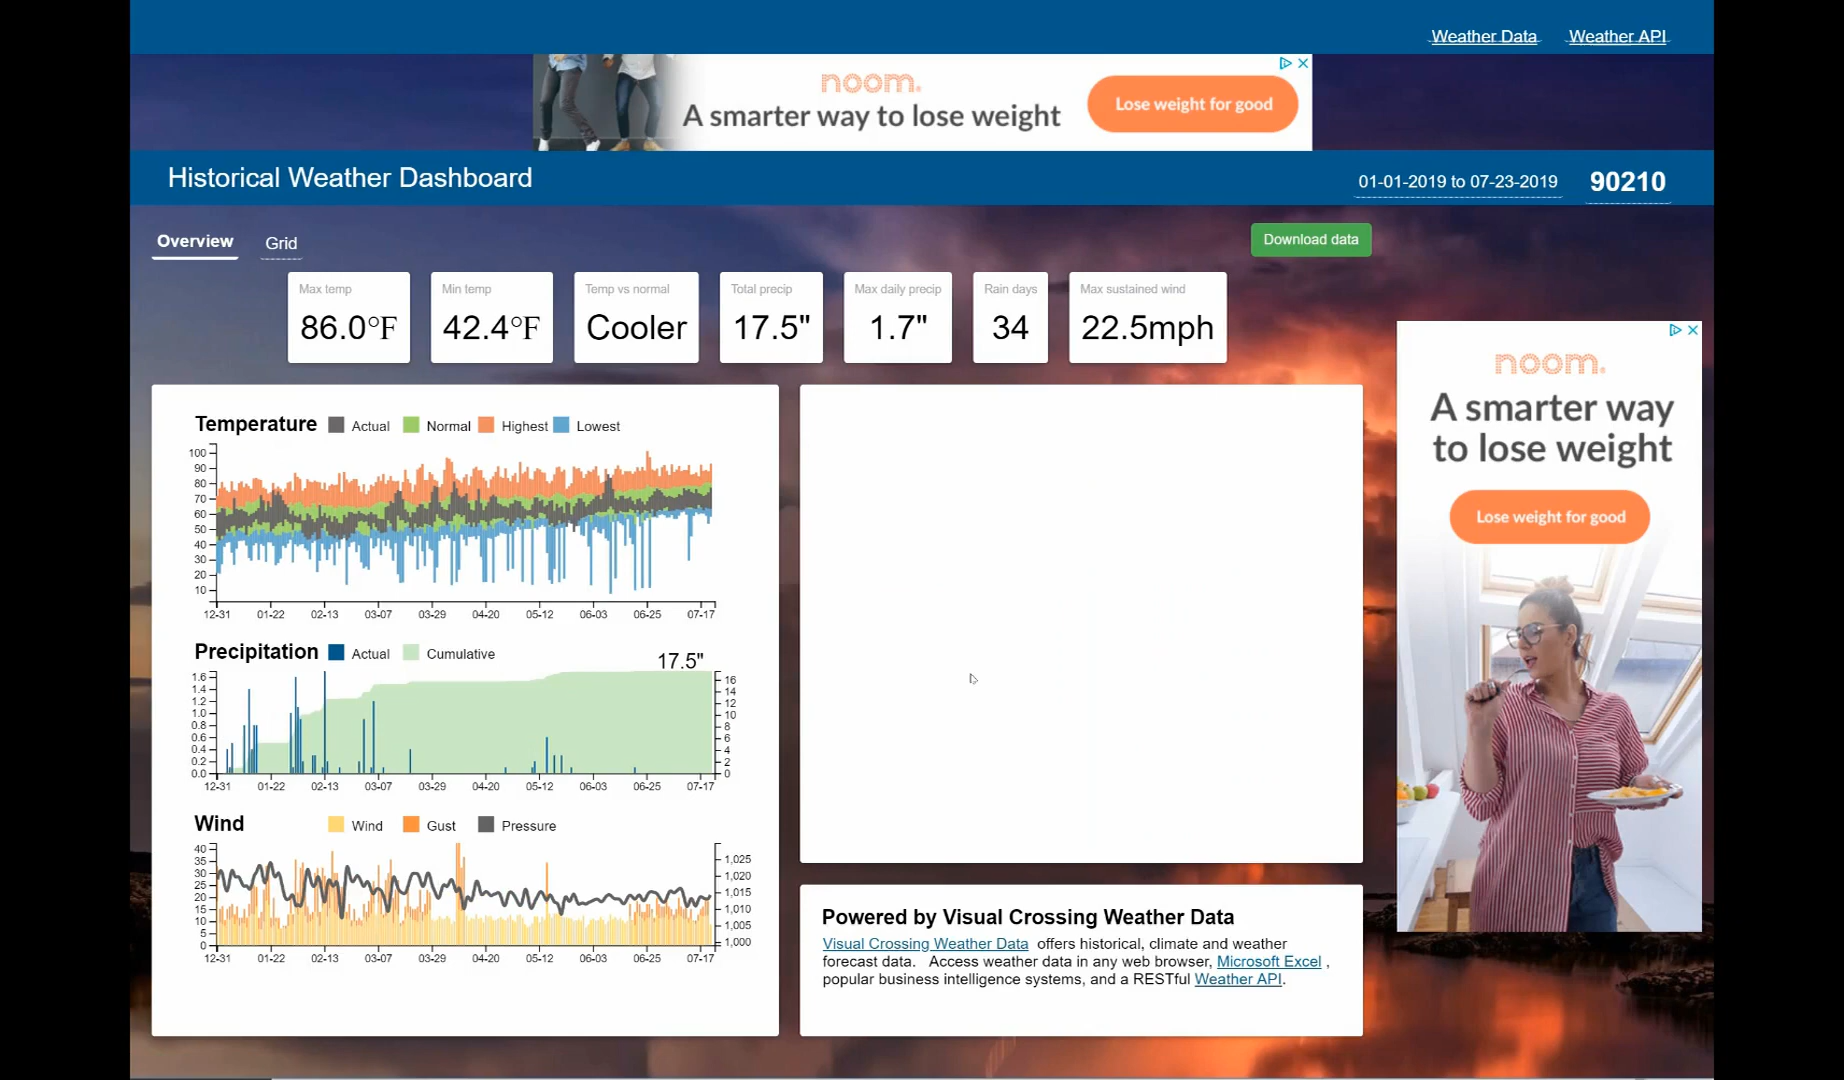 Weather Data Weather API
noom.
A smarter way to lose weight
Lose weight for good
Historical Weather Dashboard
01-01-2019 to 07-23-2019 90210
Overview Grid
Download data
Max temp
86.0°F
Min temp
42.4°F
Temp vs normal
Cooler
Total precip
17.5"
Max daily precip
1.7"
Rain days
34
Max sustained wind
22.5mph
Temperature Actual Normal Highest Lowest
100
90
80
70
60
50
40
30
20
10
12-31 01-22 02-13 03-07 03-29 04-20 05-12 06-03 06-25 07-17
Precipitation Actual Cumulative
17.5"
1.6
1.4
1.2
1.0
0.8
0.6
0.4
0.2
0.0
16
14
12
10
8
6
4
2
0
12-31 01-22 02-13 03-07 03-29 04-20 05-12 06-03 06-25 07-17
Wind Wind Gust Pressure
40
35
30
25
20
15
10
5
0
1,025
1,020
1,015
1,010
1,005
1,000
12-31 01-22 02-13 03-07 03-29 04-20 05-12 06-03 06-25 07-17
Powered by Visual Crossing Weather Data
Visual Crossing Weather Data offers historical, climate and weather
forecast data. Access weather data in any web browser, Microsoft Excel ,
popular business intelligence systems, and a RESTful Weather API.
noom.
A smarter way
to lose weight
Lose weight for good